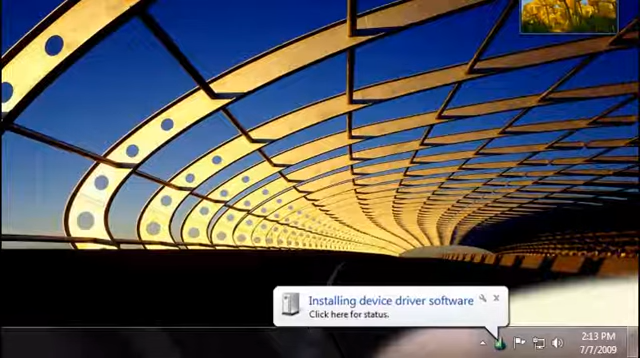 Installing device driver software
Click here for status.
2:13 PM
7/7/2009